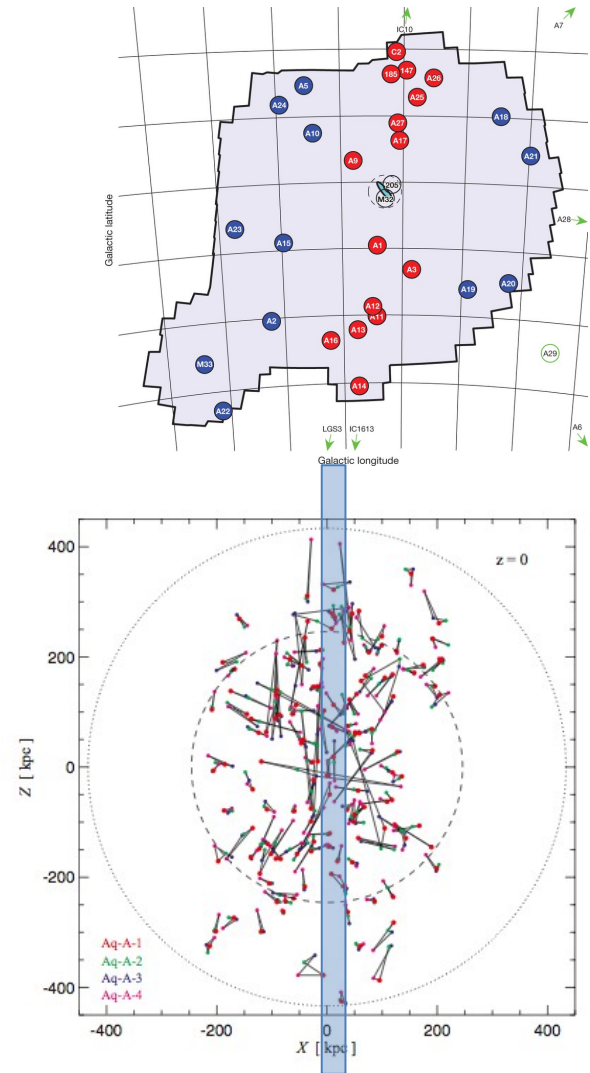 A7
IC10
C2
185
147
A26
A5
A25
A24
A27
A18
A10
A17
A21
A9
205
M32
A28
A23
A15
A1
A3
A19
A20
A12
A11
A2
A13
A16
A29
M33
A14
A22
A6
LGS3 IC1613
Galactic latitude
Galactic longitude
400
z = 0
200
Z [ kpc ]
0
-200
Aq-A-1
Aq-A-2
Aq-A-3
Aq-A-4
-400
-400 -200 0 200 400
X [ kpc ]